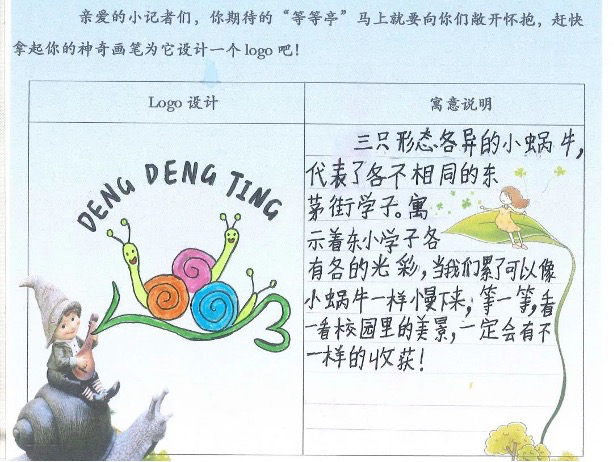 亲爱的小记者们，你期待的“等等亭”马上就要向你们敞开怀抱，赶快
拿起你的神奇画笔为它设计一个logo吧！
Logo 设计
寓意说明
DENG DENG TING
三只形态各异的小蜗牛，
代表了各不相同的东
茅街学子。寓
示着东小学子各
有各的光彩，当我们累了可以像
小蜗牛一样慢下来，等一等，看
一看校园里的美景，一定会有不
一样的收获！